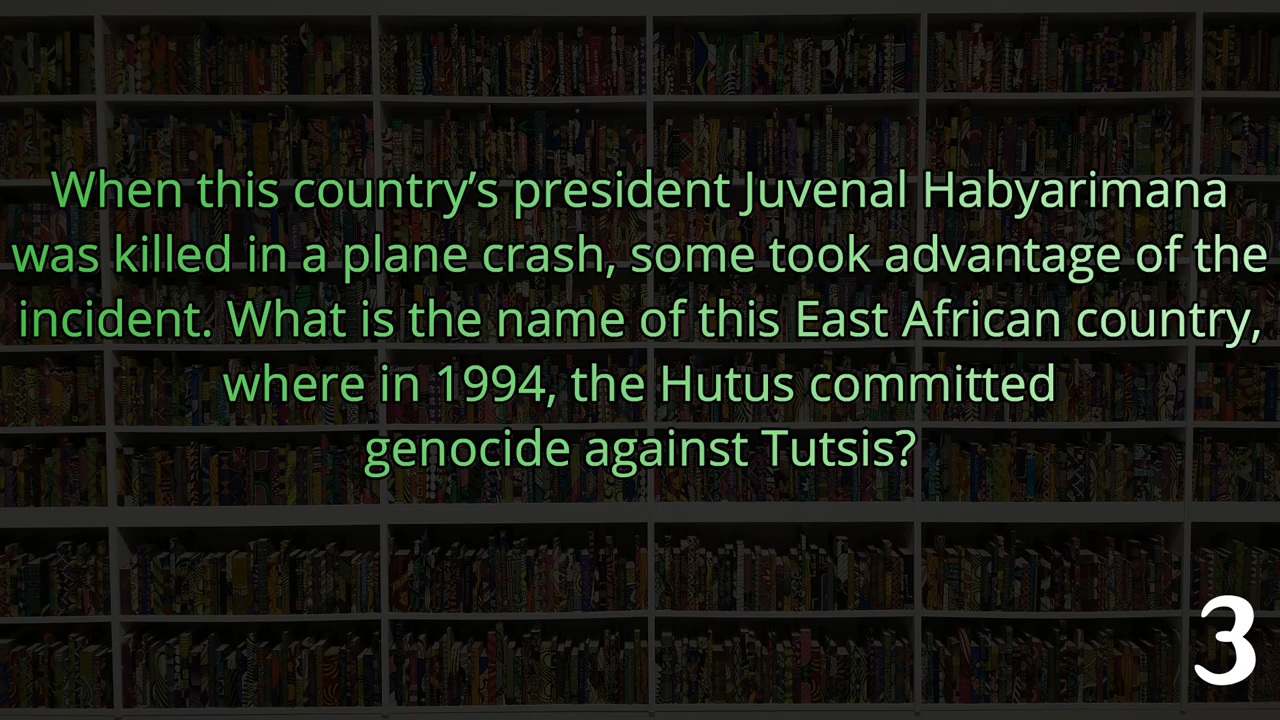 When this country’s president Juvenal Habyarimana
was killed in a plane crash, some took advantage of the
incident. What is the name of this East African country,
where in 1994, the Hutus committed
genocide against Tutsis?
3